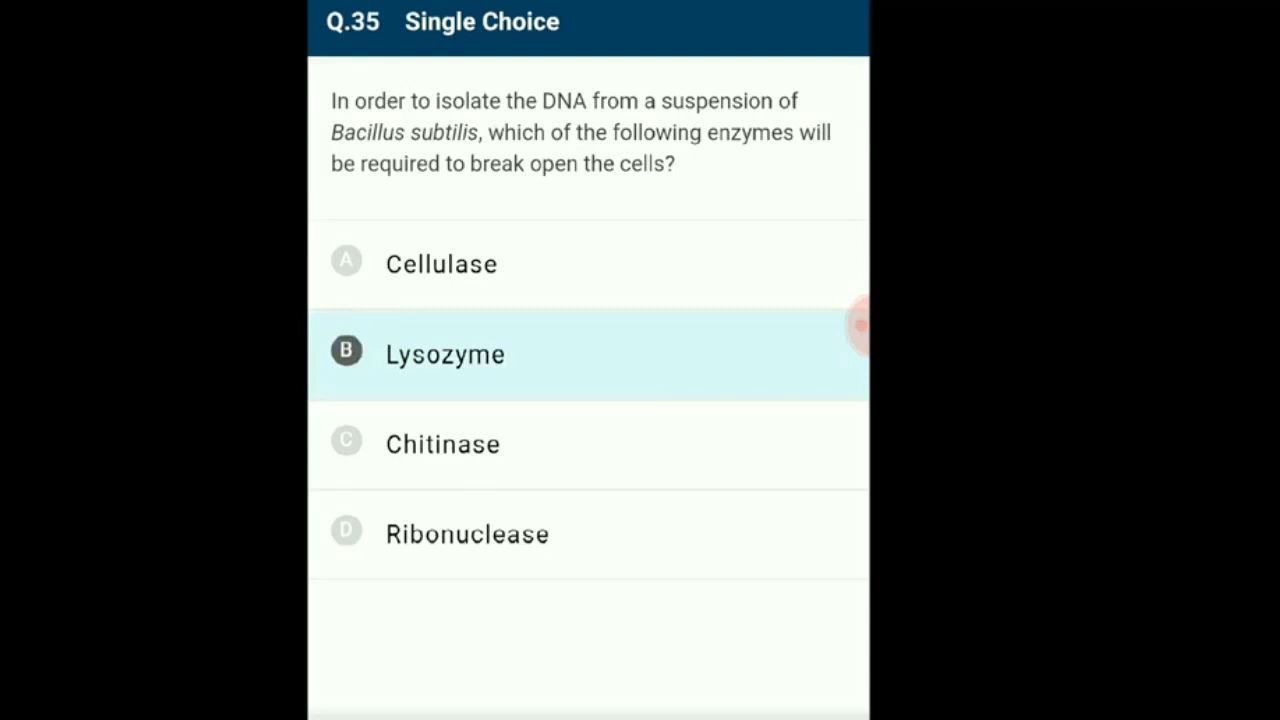 Q.35 Single Choice
In order to isolate the DNA from a suspension of
Bacillus subtilis, which of the following enzymes will
be required to break open the cells?
A Cellulase
B Lysozyme
C Chitinase
D Ribonuclease